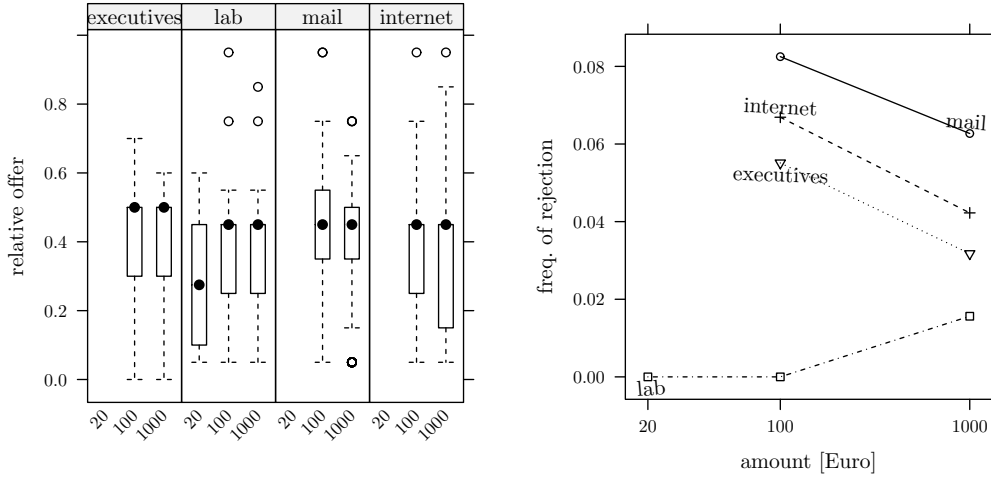 executives lab mail internet
relative offer
0.8
0.6
0.4
0.2
0.0
20 100 1000 20 100 1000 20 100 1000 20 100 1000
freq. of rejection
0.08
0.06
0.04
0.02
0.00
internet
mail
executives
lab
20 100 1000
amount [Euro]